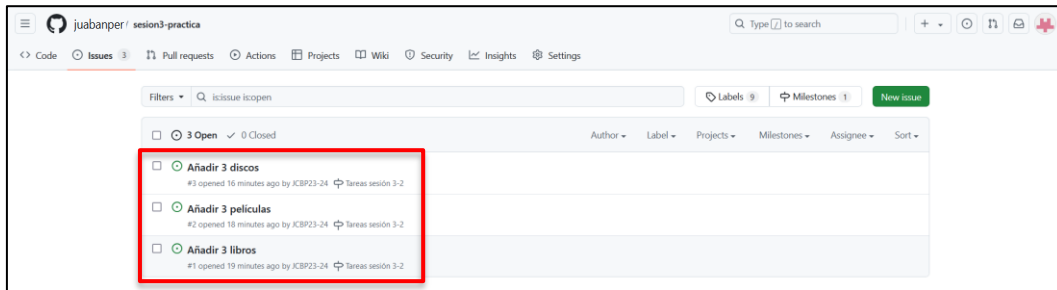 juabanper / sesion3-practica
Type / to search
Code Issues 3 Pull requests Actions Projects Wiki Security Insights Settings
Filters is:issue is:open Labels 9 Milestones 1 New issue
3 Open 0 Closed Author Label Projects Milestones Assignee Sort
Añadir 3 discos
#3 opened 16 minutes ago by JCBP23-24 Tareas sesión 3-2
Añadir 3 películas
#2 opened 18 minutes ago by JCBP23-24 Tareas sesión 3-2
Añadir 3 libros
#1 opened 19 minutes ago by JCBP23-24 Tareas sesión 3-2